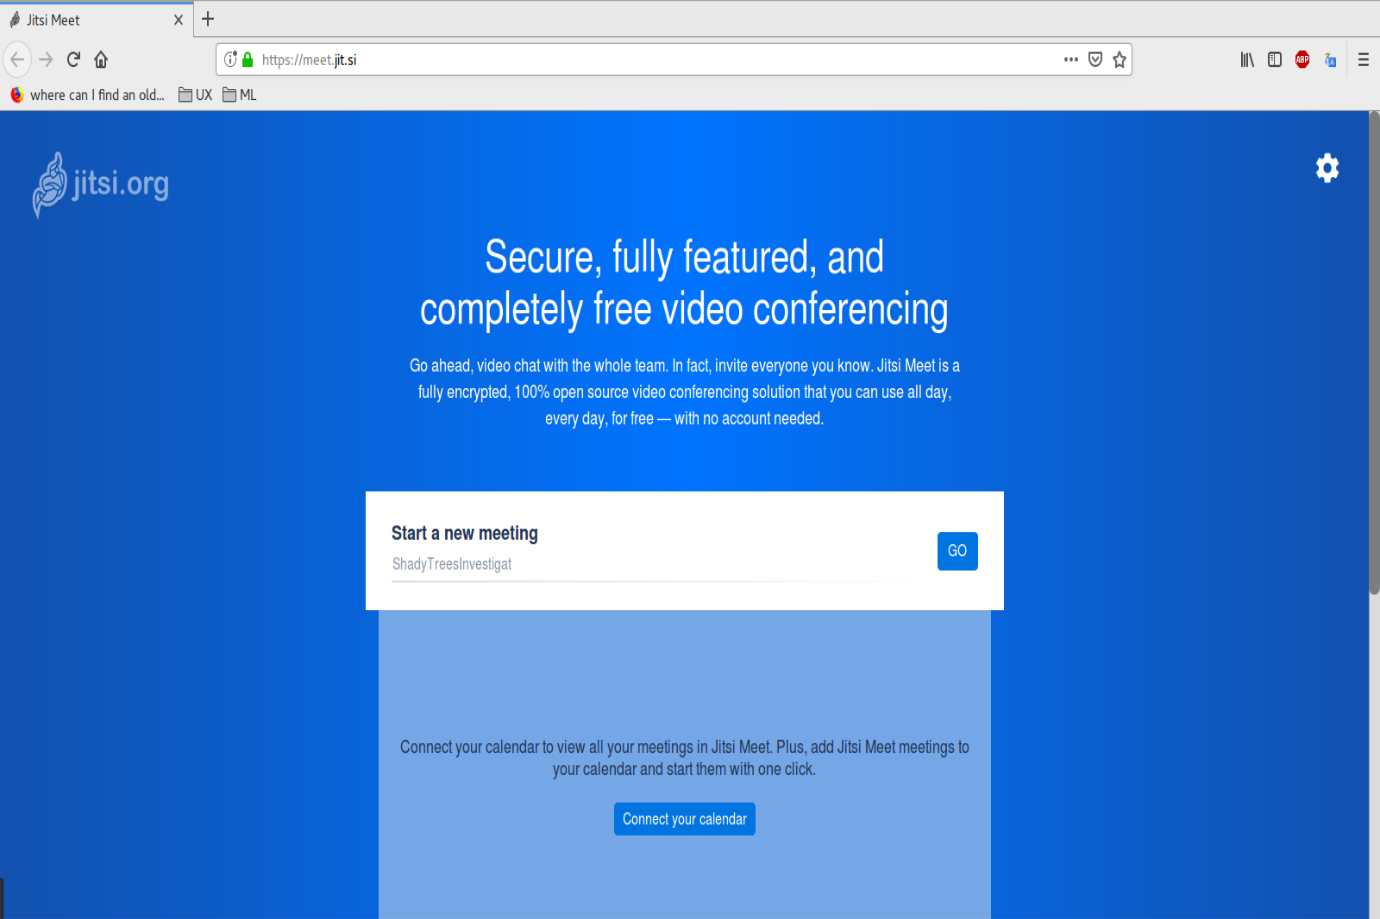 Jitsi Meet
https://meet.jit.si
where can I find an old...
UX
ML
jitsi.org
Secure, fully featured, and
completely free video conferencing
Go ahead, video chat with the whole team. In fact, invite everyone you know. Jitsi Meet is a
fully encrypted, 100% open source video conferencing solution that you can use all day,
every day, for free — with no account needed.
Start a new meeting
ShadyTreesInvestigat
GO
Connect your calendar to view all your meetings in Jitsi Meet. Plus, add Jitsi Meet meetings to
your calendar and start them with one click.
Connect your calendar
ABP